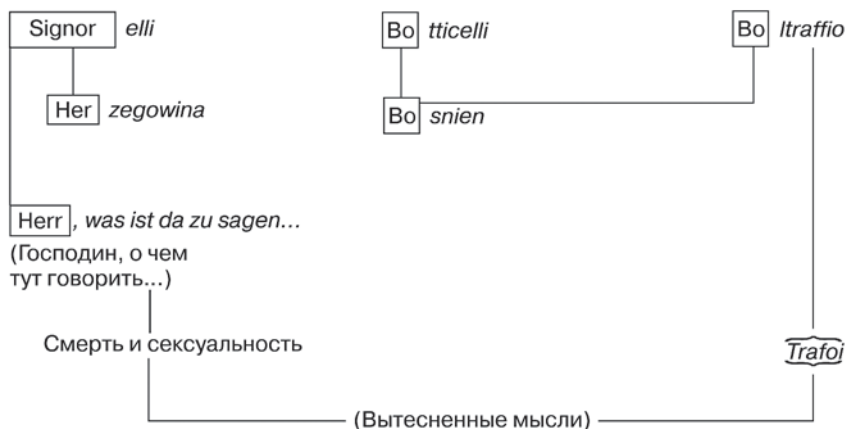 Signor elli Bo tticelli Bo ltraffio
Her zegowina Bo snien
Herr, was ist da zu sagen...
(Господин, о чем
тут говорить...)
Смерть и сексуальность Trafoi
(Вытесненные мысли)